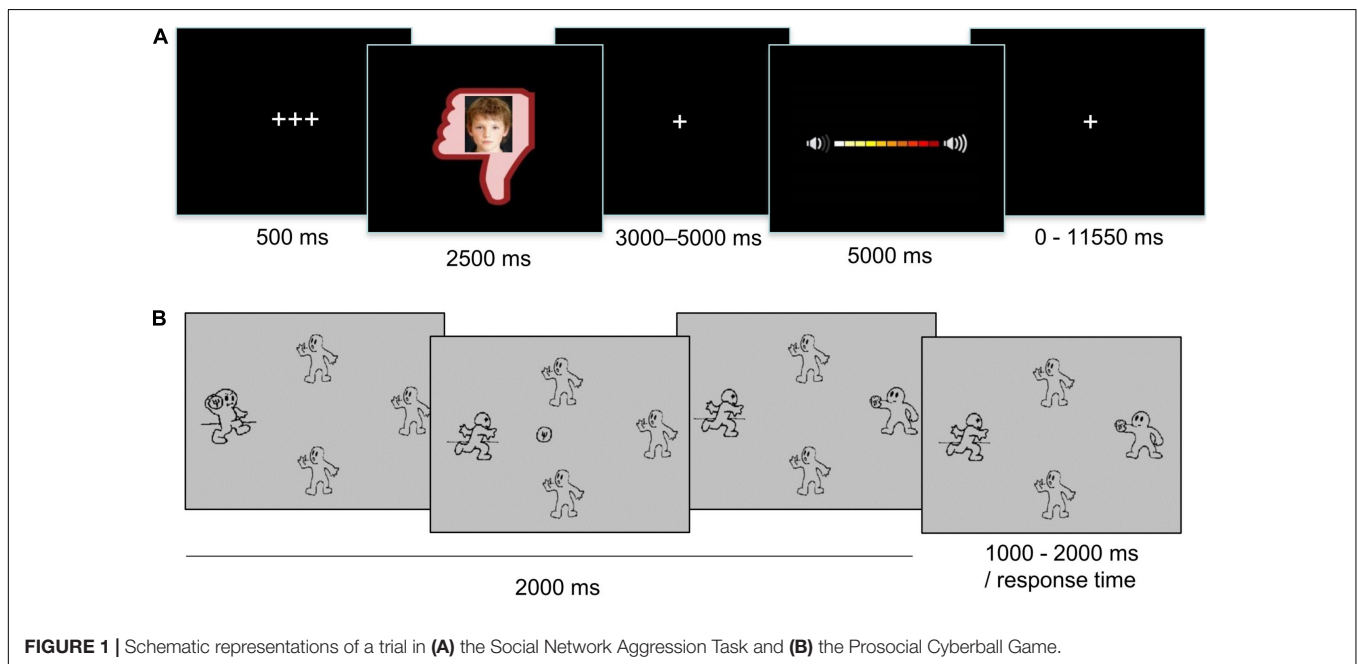 A
+++
+
+
500 ms
2500 ms
3000–5000 ms
5000 ms
0 - 11550 ms
B
2000 ms
1000 - 2000 ms
/ response time
FIGURE 1 | Schematic representations of a trial in (A) the Social Network Aggression Task and (B) the Prosocial Cyberball Game.